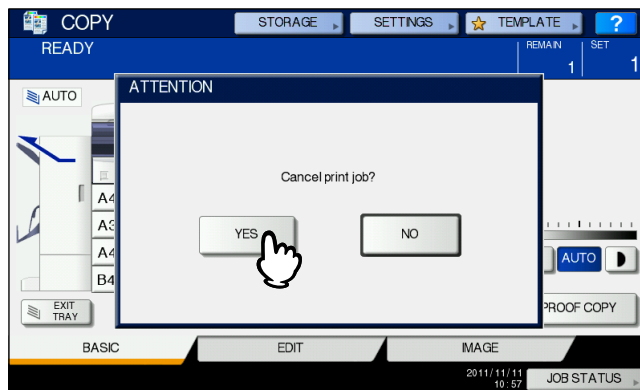 COPY
STORAGE
SETTINGS
TEMPLATE
?
READY
REMAIN
SET
1
1
AUTO
ATTENTION
Cancel print job?
YES
NO
A4
A3
A4
B4
AUTO
EXIT
TRAY
PROOF COPY
BASIC
EDIT
IMAGE
2011/11/11
10:57
JOB STATUS